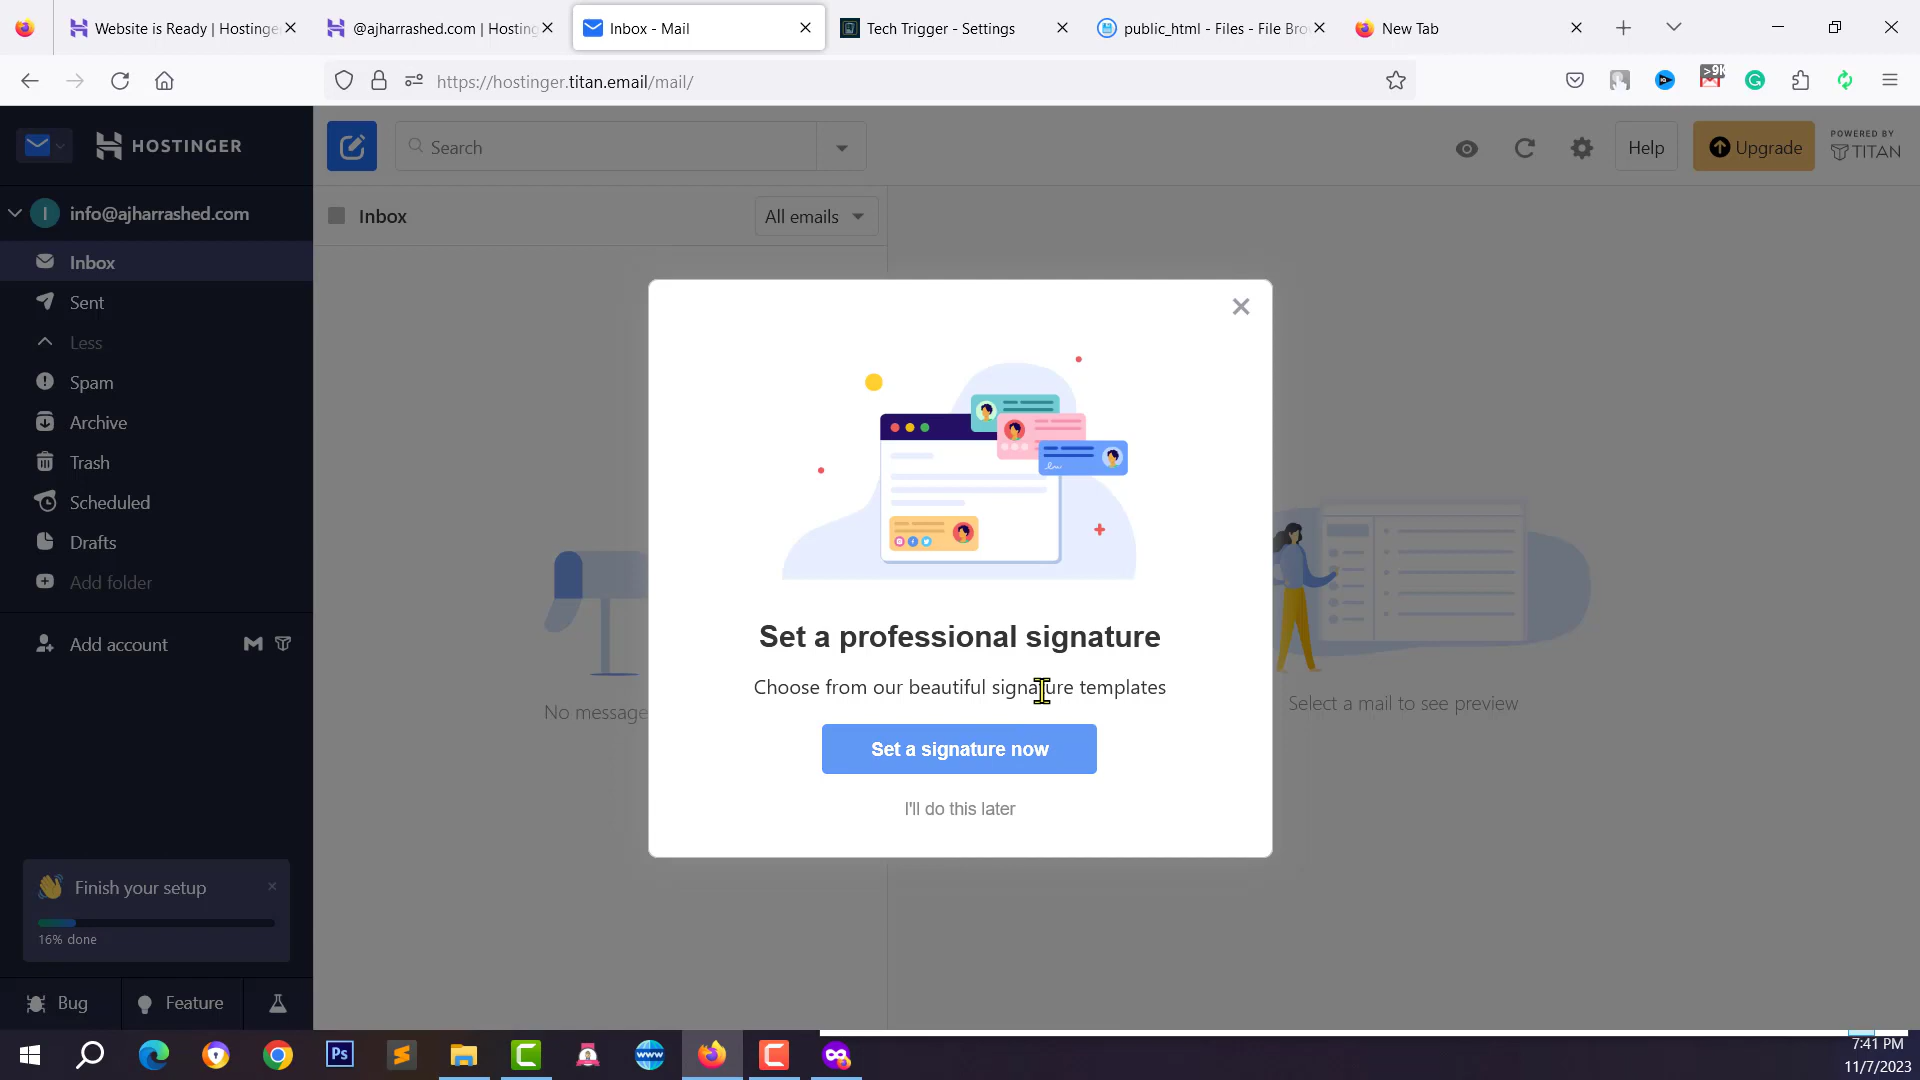 Website is Ready | Hostinge
@ajharrashed.com | Hosting
Inbox - Mail
Tech Trigger - Settings
public_html - Files - File Bro
New Tab
https://hostinger.titan.email/mail/
>9K
HOSTINGER
Search
Help
Upgrade
POWERED BY
TITAN
I
info@ajharrashed.com
Inbox
All emails
Inbox
Sent
Less
Spam
Archive
Trash
Scheduled
Drafts
Add folder
Add account
No message
Select a mail to see preview
Set a professional signature
Choose from our beautiful signature templates
Set a signature now
I'll do this later
Finish your setup
16% done
Bug
Feature
Ps
www
7:41 PM
11/7/2023